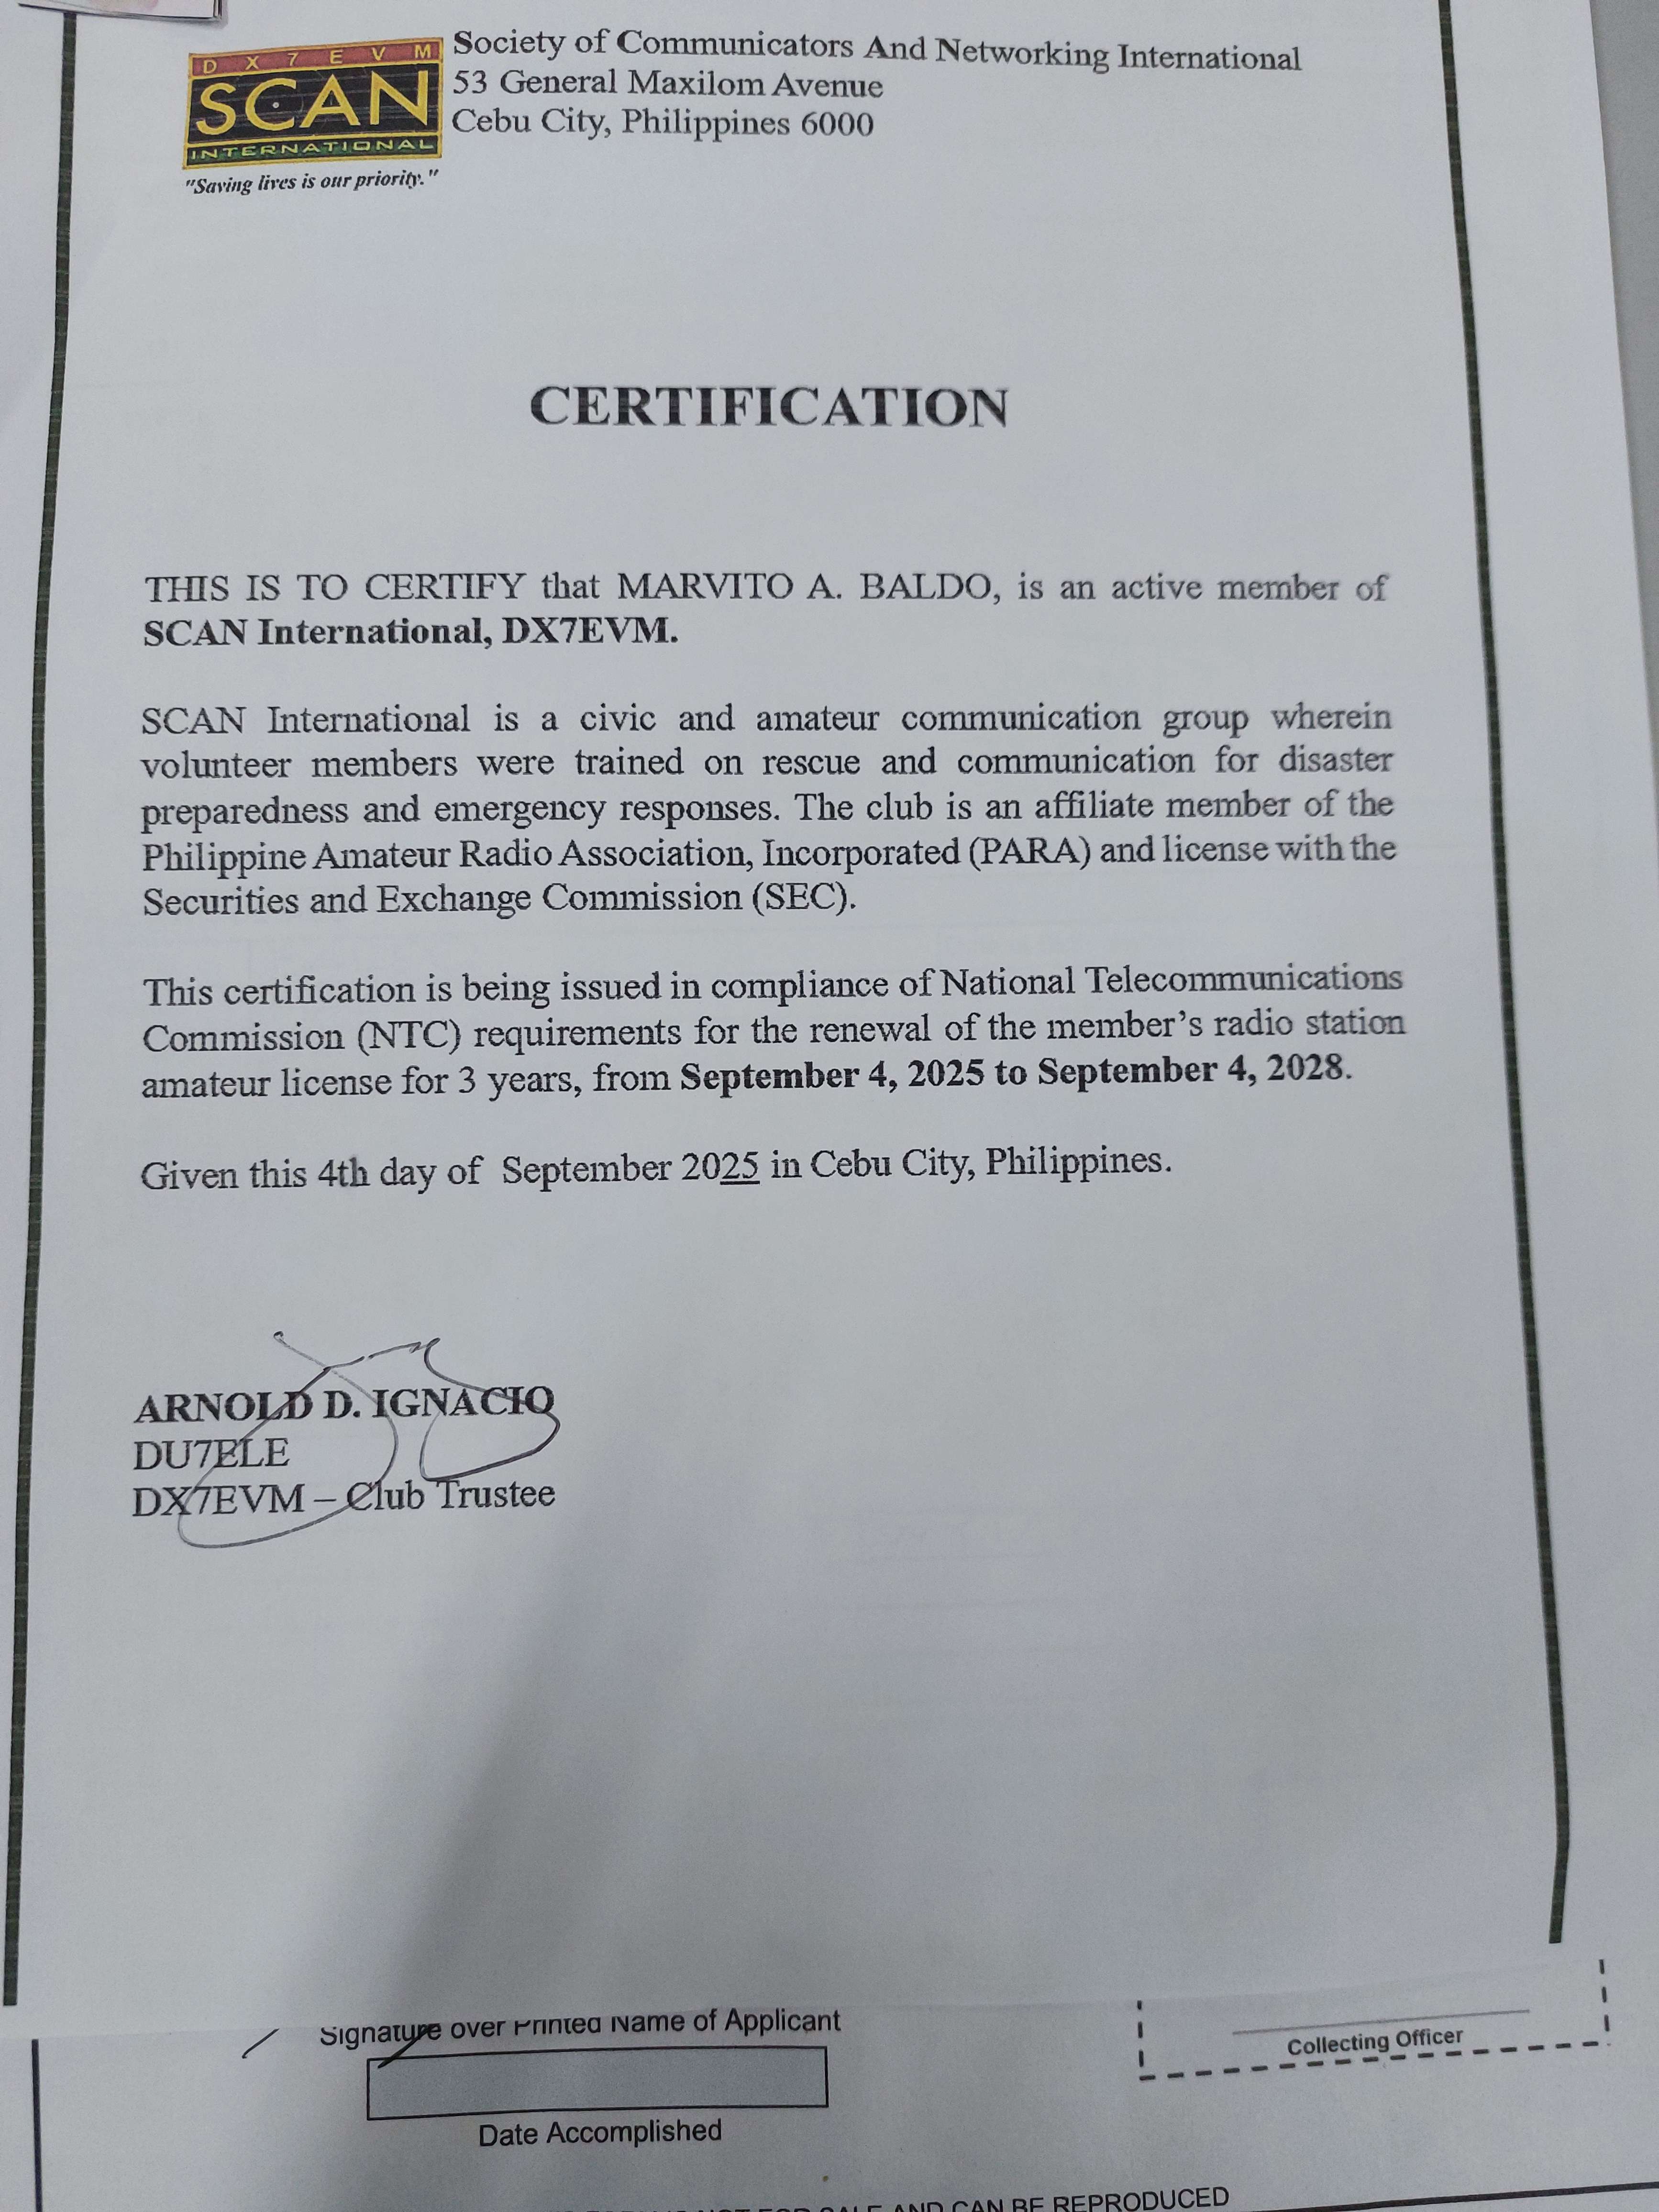 DX7EVM
SCAN
INTERNATIONAL
"Saving lives is our priority."
Society of Communicators And Networking International
53 General Maxilom Avenue
Cebu City, Philippines 6000
CERTIFICATION
THIS IS TO CERTIFY that MARVITO A. BALDO, is an active member of
SCAN International, DX7EVM.
SCAN International is a civic and amateur communication group wherein
volunteer members were trained on rescue and communication for disaster
preparedness and emergency responses. The club is an affiliate member of the
Philippine Amateur Radio Association, Incorporated (PARA) and license with the
Securities and Exchange Commission (SEC).
This certification is being issued in compliance of National Telecommunications
Commission (NTC) requirements for the renewal of the member's radio station
amateur license for 3 years, from September 4, 2025 to September 4, 2028.
Given this 4th day of September 2025 in Cebu City, Philippines.
ARNOLD D. IGNACIO
DU7ELE
DX7EVM – Club Trustee
Signature over Printed Name of Applicant
Collecting Officer
Date Accomplished
NOT FOR SALE AND CAN BE REPRODUCED